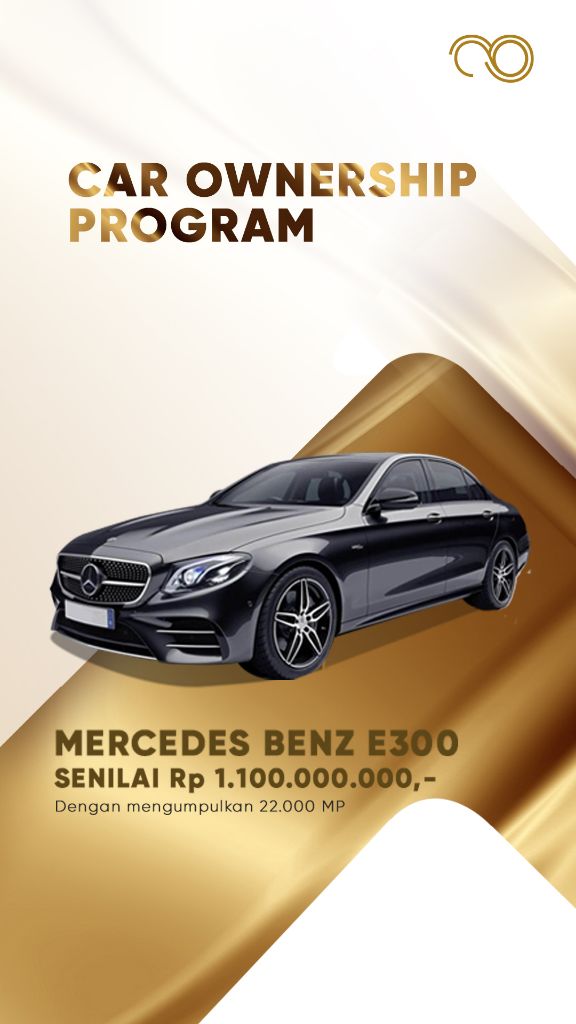 CAR OWNERSHIP
PROGRAM
MERCEDES BENZ E300
SENILAI Rp 1.100.000.000,-
Dengan mengumpulkan 22.000 MP